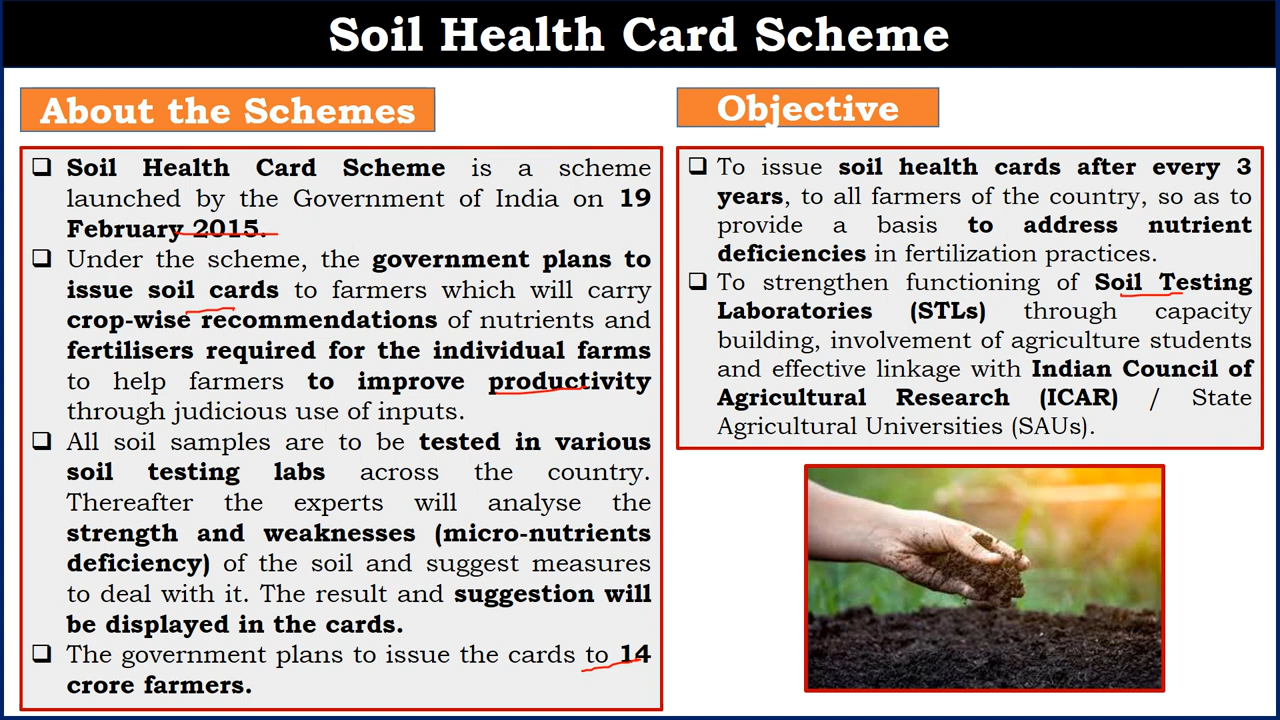 Soil Health Card Scheme
About the Schemes
❑ Soil Health Card Scheme is a scheme
launched by the Government of India on 19
February 2015.
❑ Under the scheme, the government plans to
issue soil cards to farmers which will carry
crop-wise recommendations of nutrients and
fertilisers required for the individual farms
to help farmers to improve productivity
through judicious use of inputs.
❑ All soil samples are to be tested in various
soil testing labs across the country.
Thereafter the experts will analyse the
strength and weaknesses (micro-nutrients
deficiency) of the soil and suggest measures
to deal with it. The result and suggestion will
be displayed in the cards.
❑ The government plans to issue the cards to 14
crore farmers.
Objective
❑ To issue soil health cards after every 3
years, to all farmers of the country, so as to
provide a basis to address nutrient
deficiencies in fertilization practices.
❑ To strengthen functioning of Soil Testing
Laboratories (STLs) through capacity
building, involvement of agriculture students
and effective linkage with Indian Council of
Agricultural Research (ICAR) / State
Agricultural Universities (SAUs).